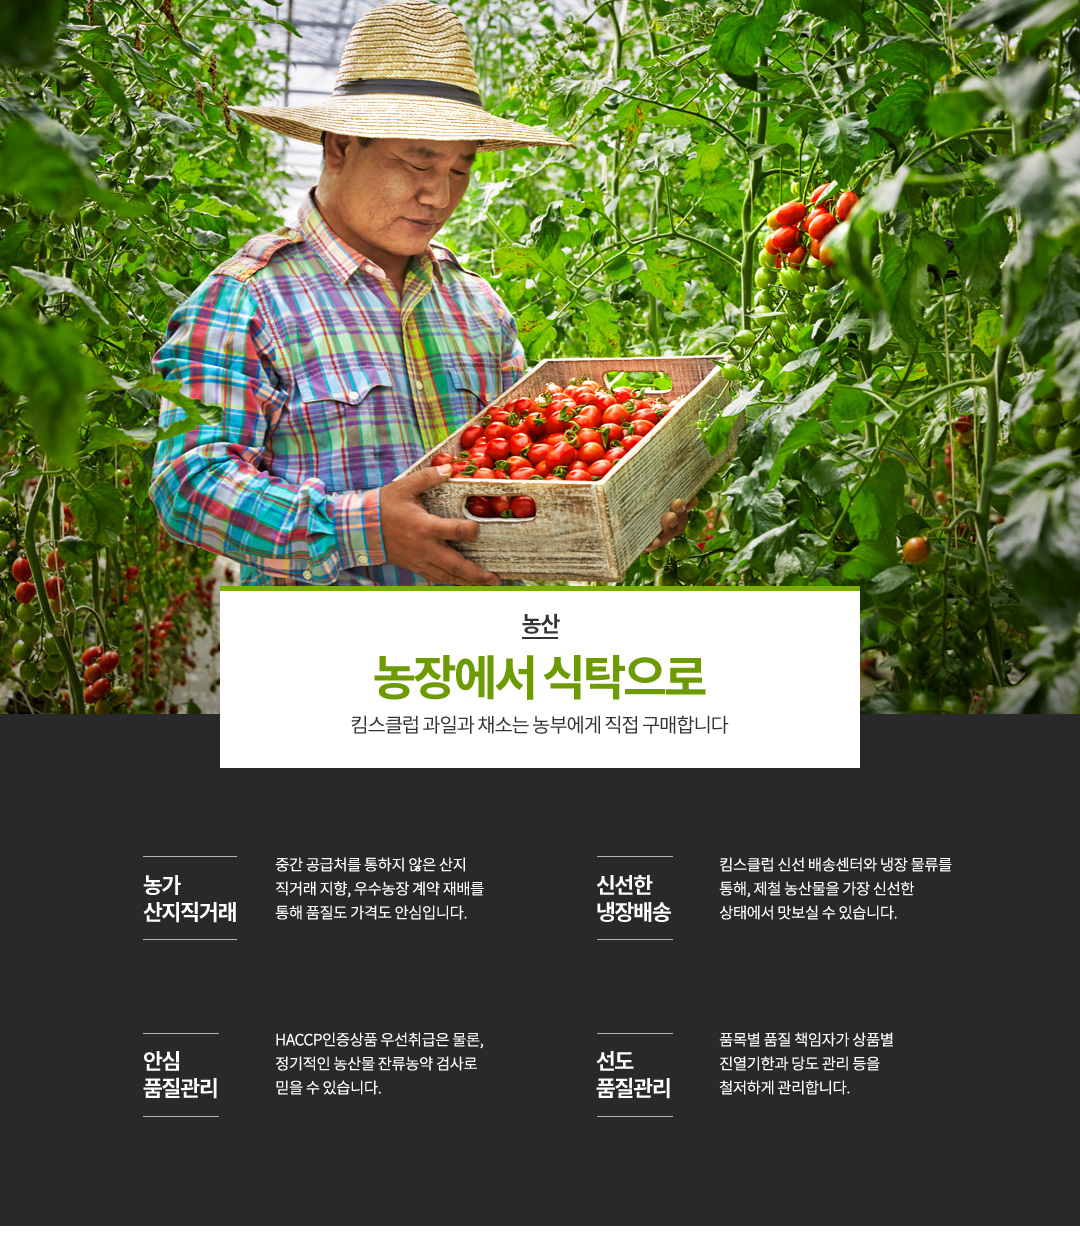 농산
농장에서 식탁으로
킴스클럽 과일과 채소는 농부에게 직접 구매합니다
농가
산지직거래
중간 공급처를 통하지 않은 산지
직거래 지향, 우수농장 계약 재배를
통해 품질도 가격도 안심입니다.
신선한
냉장배송
킴스클럽 신선 배송센터와 냉장 물류를
통해, 제철 농산물을 가장 신선한
상태에서 맛보실 수 있습니다.
안심
품질관리
HACCP인증상품 우선취급은 물론,
정기적인 농산물 잔류농약 검사로
믿을 수 있습니다.
선도
품질관리
품목별 품질 책임자가 상품별
진열기한과 당도 관리 등을
철저하게 관리합니다.